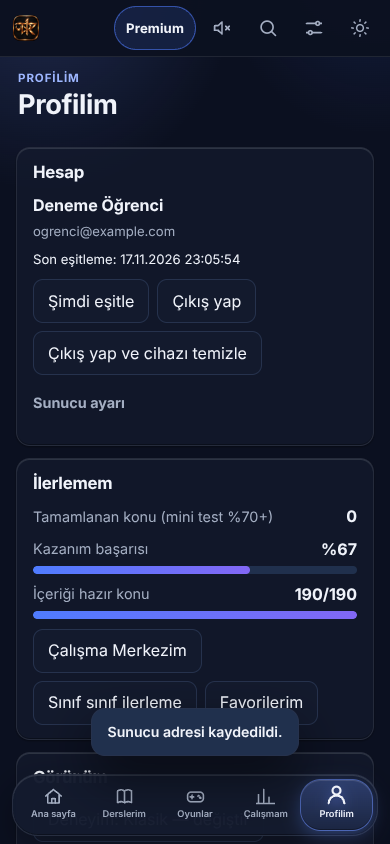 Premium
PROFİLİM
Profilim
Hesap
Deneme Öğrenci
ogrenci@example.com
Son eşitleme: 17.11.2026 23:05:54
Şimdi eşitle
Çıkış yap
Çıkış yap ve cihazı temizle
Sunucu ayarı
İlerlemem
Tamamlanan konu (mini test %70+) 0
Kazanım başarısı %67
İçeriği hazır konu 190/190
Çalışma Merkezim
Sınıf sınıf ilerleme Favorilerim
Sunucu adresi kaydedildi.
Görünüm
Ana sayfa Derslerim Oyunlar Çalışmam Profilim